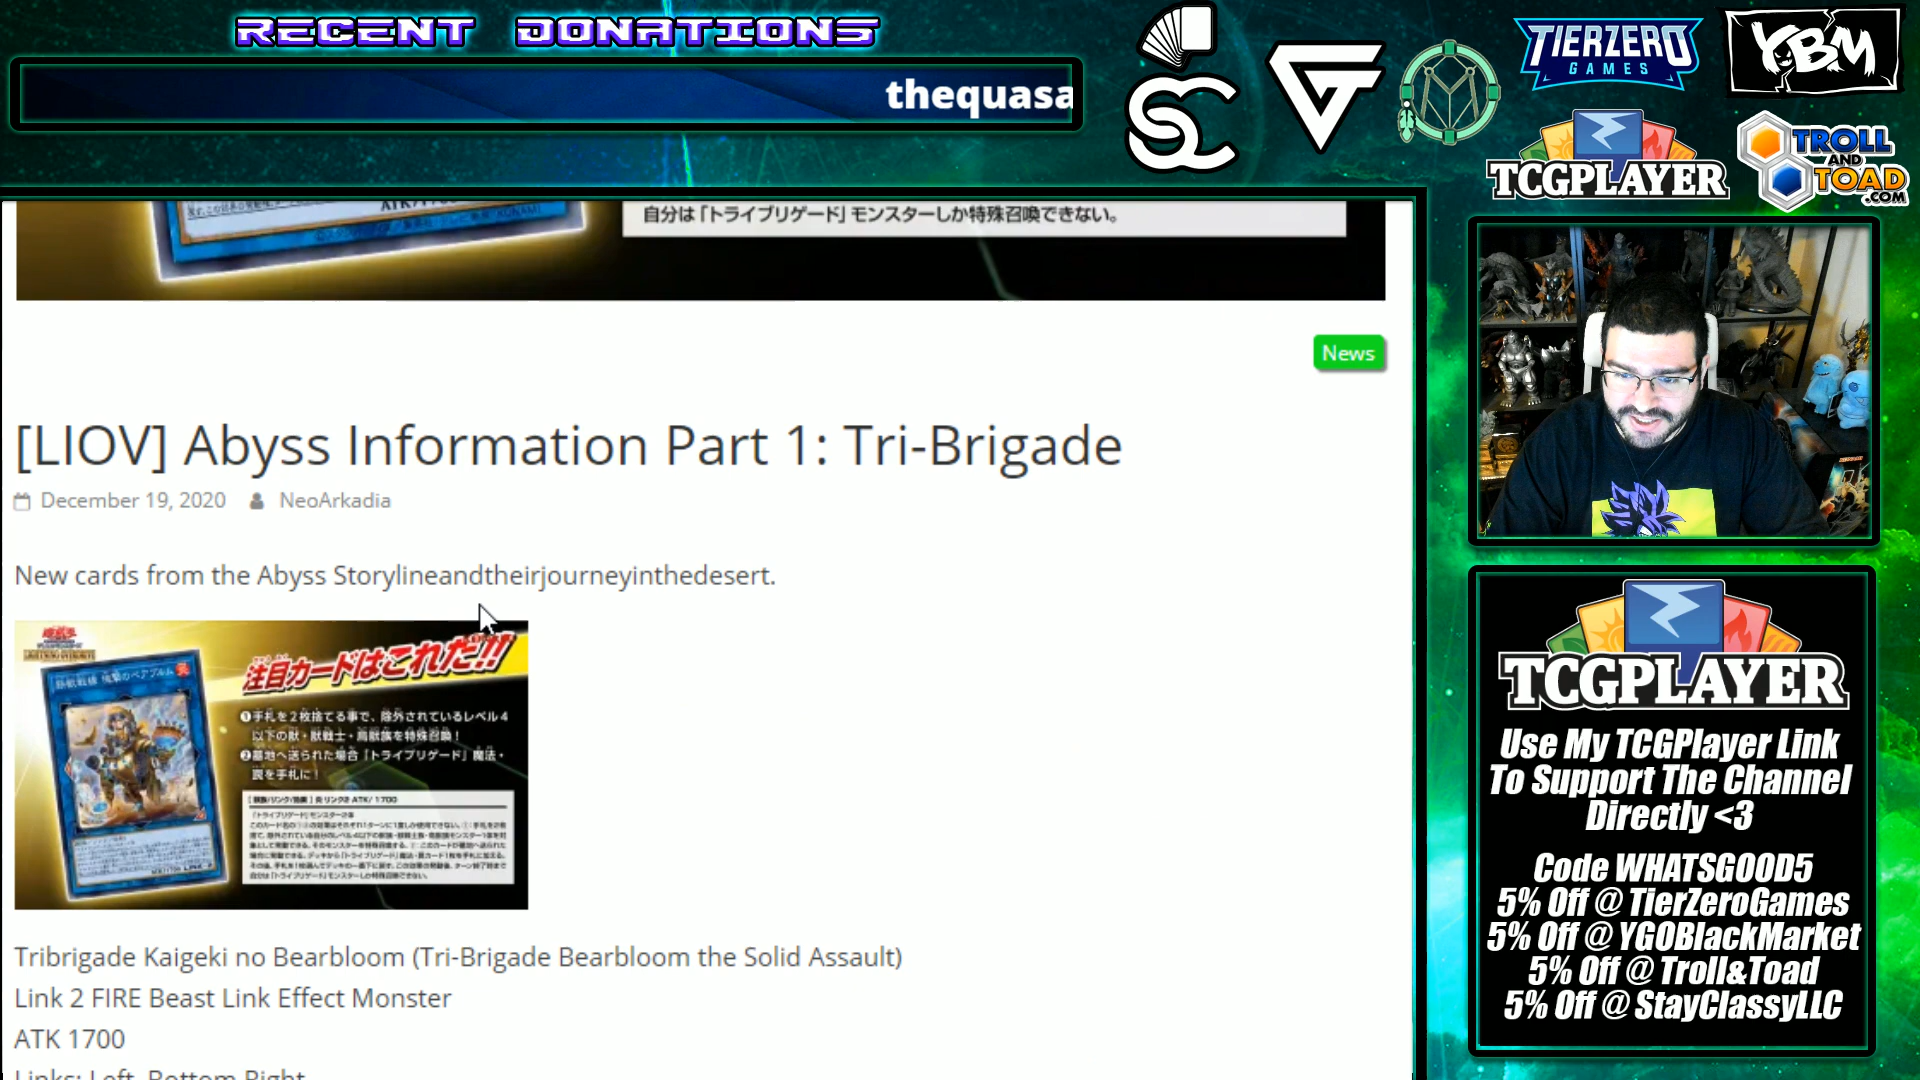 RECENT DONATIONS
thequasa
SC
TIERZERO
GAMES
YBM
TCGPLAYER
TROLL
AND
TOAD
.COM
自分は「トライブリゲード」モンスターしか特殊召喚できない。
News
[LIOV] Abyss Information Part 1: Tri-Brigade
December 19, 2020 NeoArkadia
New cards from the Abyss Storylineandtheirjourneyinthedesert.
注目カードはこれだ!!
❶手札を2枚捨てる事で、除外されているレベル4
以下の獣・獣戦士・鳥獣族を特殊召喚!
❷墓地へ送られた場合「トライブリゲード」魔法・
罠を手札に!
Tribrigade Kaigeki no Bearbloom (Tri-Brigade Bearbloom the Solid Assault)
Link 2 FIRE Beast Link Effect Monster
ATK 1700
Links: Left, Bottom Right
TCGPLAYER
Use My TCGPlayer Link
To Support The Channel
Directly <3
Code WHATSGOOD5
5% Off @ TierZeroGames
5% Off @ YGOBlackMarket
5% Off @ Troll&Toad
5% Off @ StayClassyLLC